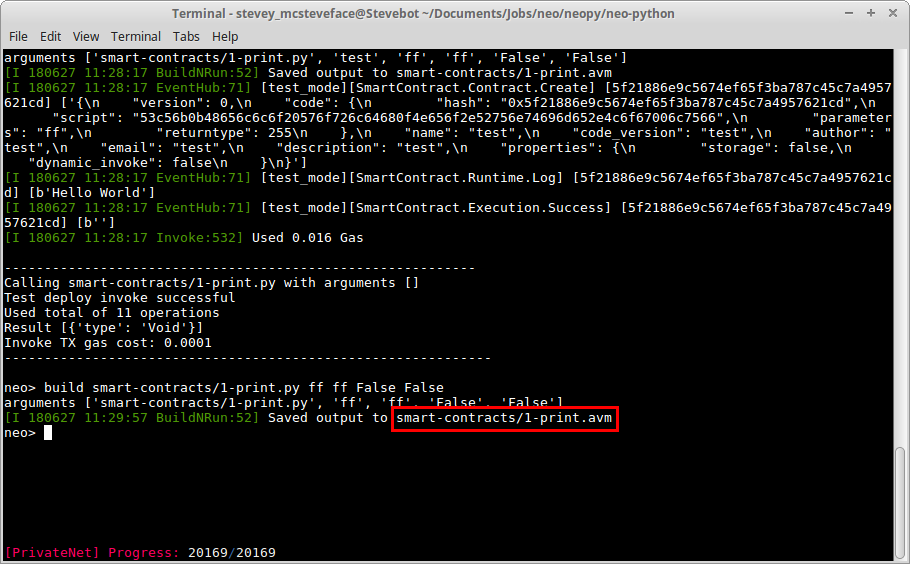 Terminal - stevey_mcsteveface@Stevebot ~/Documents/Jobs/neo/neopy/neo-python
File Edit View Terminal Tabs Help
arguments ['smart-contracts/1-print.py', 'test', 'ff', 'ff', 'False', 'False']
[I 180627 11:28:17 BuildNRun:52] Saved output to smart-contracts/1-print.avm
[I 180627 11:28:17 EventHub:71] [test_mode][SmartContract.Contract.Create] [5f21886e9c5674ef65f3ba787c45c7a4957
621cd] ['{\n    "version": 0,\n    "code": {\n        "hash": "0x5f21886e9c5674ef65f3ba787c45c7a4957621cd",\n
        "script": "53c56b0b48656c6c6f20576f726c64680f4e656f2e52756e74696d652e4c6f67006c7566",\n        "parameter
s": "ff",\n        "returntype": 255\n    },\n    "name": "test",\n    "code_version": "test",\n    "author": "
test",\n    "email": "test",\n    "description": "test",\n    "properties": {\n        "storage": false,\n
   "dynamic_invoke": false\n    }\n}']
[I 180627 11:28:17 EventHub:71] [test_mode][SmartContract.Runtime.Log] [5f21886e9c5674ef65f3ba787c45c7a4957621c
d] [b'Hello World']
[I 180627 11:28:17 EventHub:71] [test_mode][SmartContract.Execution.Success] [5f21886e9c5674ef65f3ba787c45c7a49
57621cd] [b'']
[I 180627 11:28:17 Invoke:532] Used 0.016 Gas
-----------------------------------------------------------
Calling smart-contracts/1-print.py with arguments []
Test deploy invoke successful
Used total of 11 operations
Result [{'type': 'Void'}]
Invoke TX gas cost: 0.0001
-------------------------------------------------------------
neo> build smart-contracts/1-print.py ff ff False False
arguments ['smart-contracts/1-print.py', 'ff', 'ff', 'False', 'False']
[I 180627 11:29:57 BuildNRun:52] Saved output to smart-contracts/1-print.avm
neo>
[PrivateNet] Progress: 20169/20169